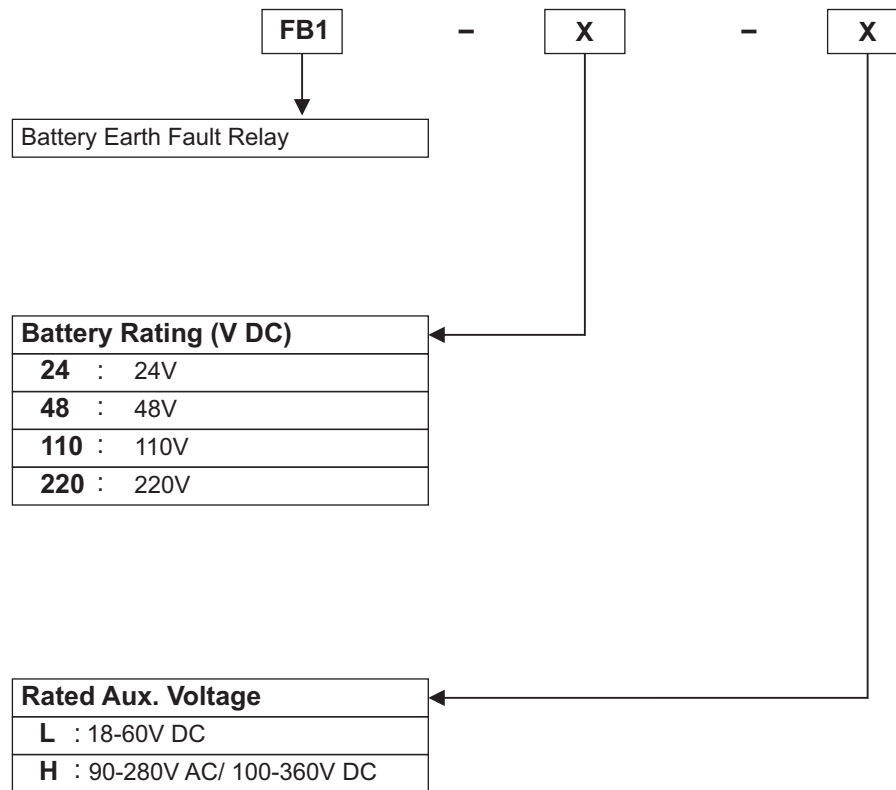 FB1 – X – X
Battery Earth Fault Relay
Battery Rating (V DC)
24 : 24V
48 : 48V
110 : 110V
220 : 220V
Rated Aux. Voltage
L : 18-60V DC
H : 90-280V AC/ 100-360V DC